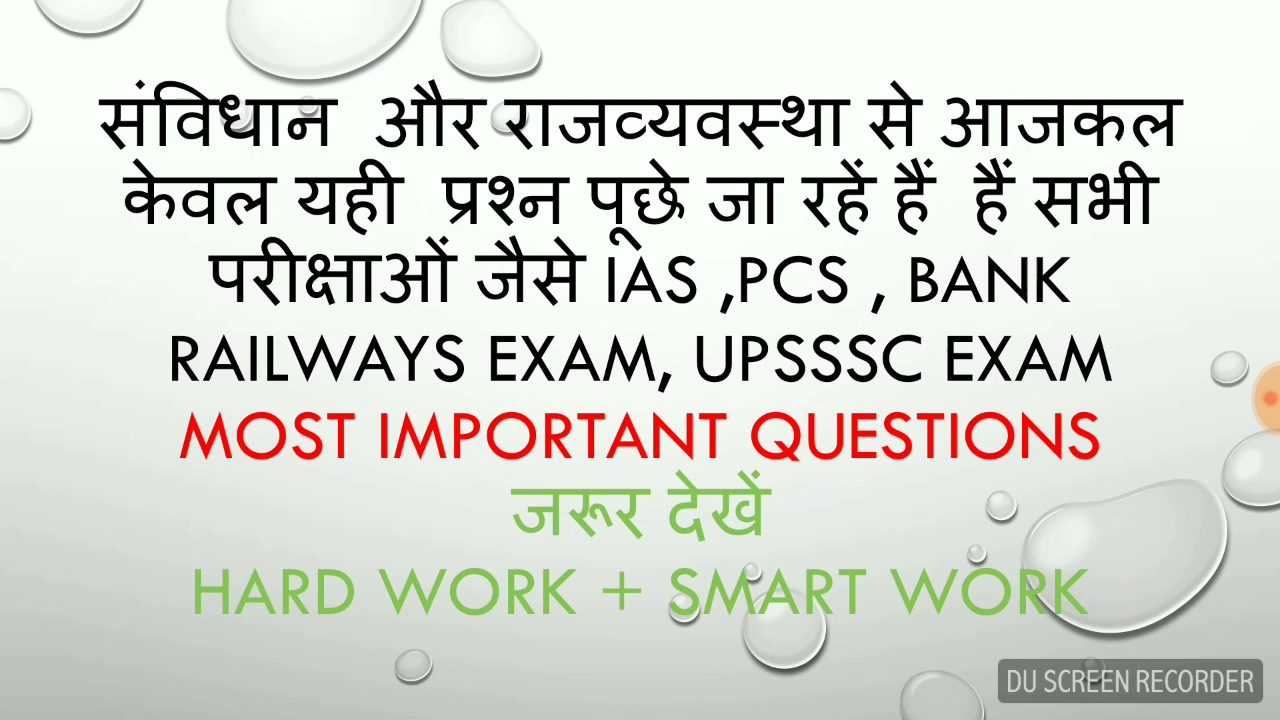 संविधान और राजव्यवस्था से आजकल
केवल यही प्रश्न पूछे जा रहें हैं हैं सभी
परीक्षाओं जैसे IAS ,PCS , BANK
RAILWAYS EXAM, UPSSSC EXAM
MOST IMPORTANT QUESTIONS
जरूर देखें
HARD WORK + SMART WORK
DU SCREEN RECORDER